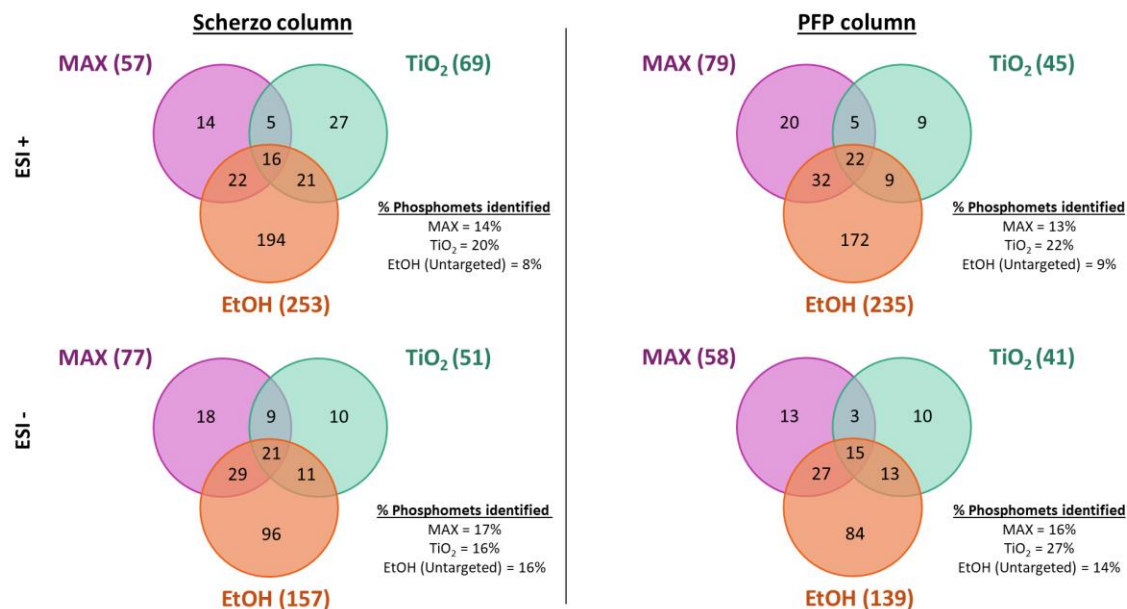 Scherzo column
PFP column
ESI +
MAX (57)
TiO₂ (69)
14
5
27
16
22
21
194
EtOH (253)
% Phosphomets identified
MAX = 14%
TiO₂ = 20%
EtOH (Untargeted) = 8%
MAX (79)
TiO₂ (45)
20
5
9
22
32
9
172
EtOH (235)
% Phosphomets identified
MAX = 13%
TiO₂ = 22%
EtOH (Untargeted) = 9%
ESI -
MAX (77)
TiO₂ (51)
18
9
10
21
29
11
96
EtOH (157)
% Phosphomets identified
MAX = 17%
TiO₂ = 16%
EtOH (Untargeted) = 16%
MAX (58)
TiO₂ (41)
13
3
10
15
27
13
84
EtOH (139)
% Phosphomets identified
MAX = 16%
TiO₂ = 27%
EtOH (Untargeted) = 14%